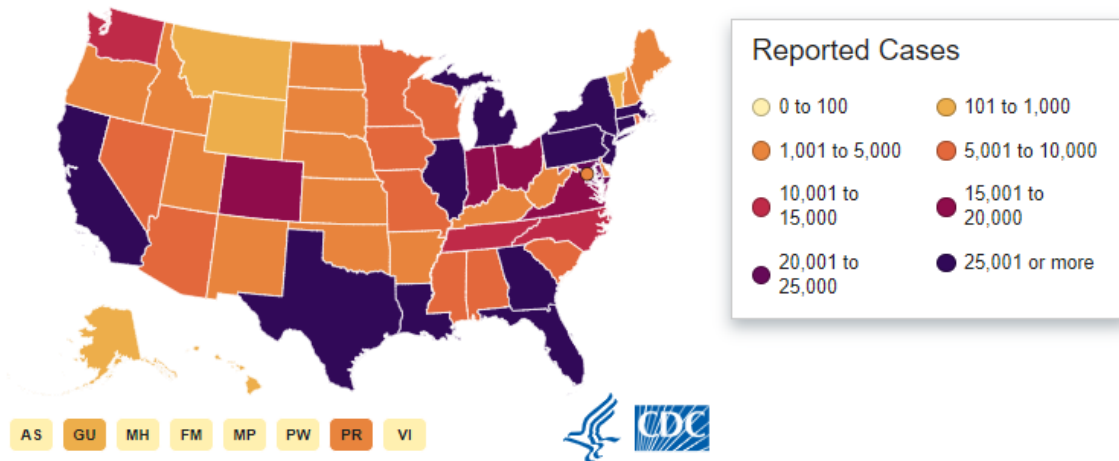 Reported Cases
0 to 100
101 to 1,000
1,001 to 5,000
5,001 to 10,000
10,001 to
15,000
15,001 to
20,000
20,001 to
25,000
25,001 or more
AS GU MH FM MP PW PR VI
CDC